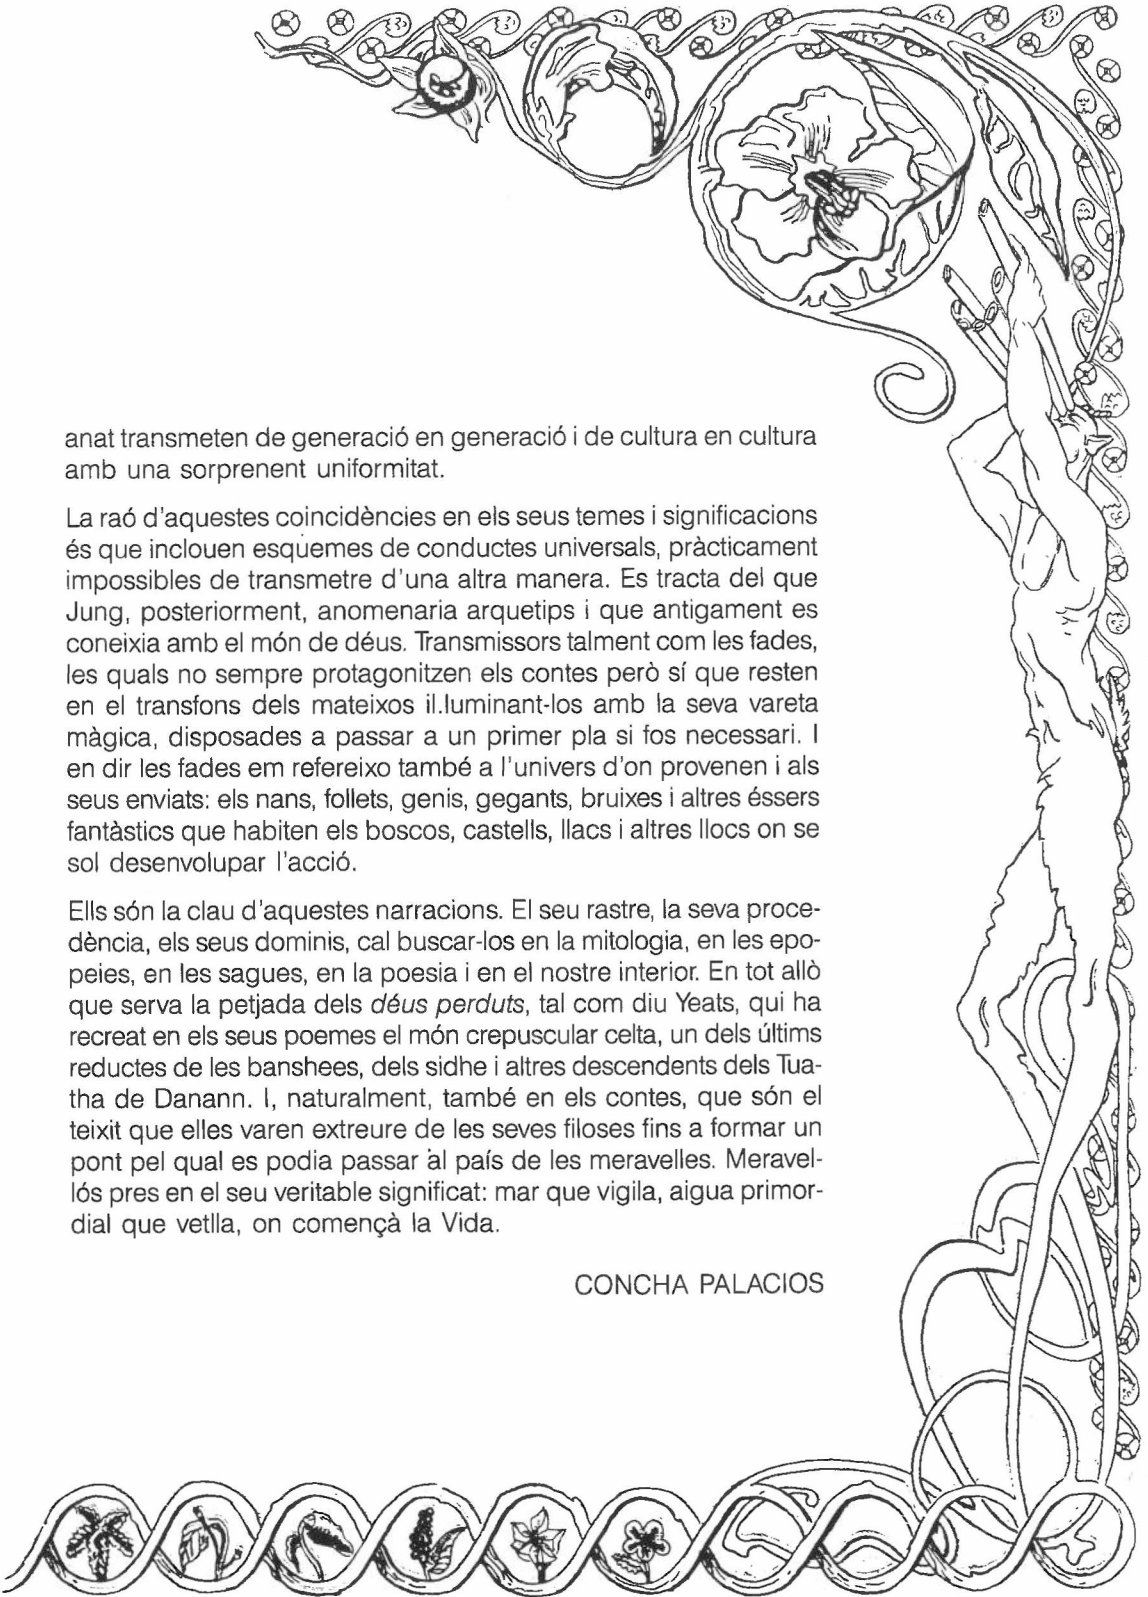 anat transmeten de generació en generació i de cultura en cultura
amb una sorprenent uniformitat.
La raó d'aquestes coincidències en els seus temes i significacions
és que inclouen esquemes de conductes universals, pràcticament
impossibles de transmetre d'una altra manera. Es tracta del que
Jung, posteriorment, anomenaria arquetips i que antigament es
coneixia amb el món de déus. Transmissors talment com les fades,
les quals no sempre protagonitzen els contes però sí que resten
en el transfons dels mateixos il.luminant-los amb la seva vareta
màgica, disposades a passar a un primer pla si fos necessari. I
en dir les fades em refereixo també a l'univers d'on provenen i als
seus enviats: els nans, follets, genis, gegants, bruixes i altres éssers
fantàstics que habiten els boscos, castells, llacs i altres llocs on se
sol desenvolupar l'acció.
Ells són la clau d'aquestes narracions. El seu rastre, la seva proce-
dència, els seus dominis, cal buscar-los en la mitologia, en les epo-
peies, en les sagues, en la poesia i en el nostre interior. En tot allò
que serva la petjada dels déus perduts, tal com diu Yeats, qui ha
recreat en els seus poemes el món crepuscular celta, un dels últims
reductes de les banshees, dels sidhe i altres descendents dels Tua-
tha de Danann. I, naturalment, també en els contes, que són el
teixit que elles varen extreure de les seves filoses fins a formar un
pont pel qual es podia passar al país de les meravelles. Meravel-
lós pres en el seu veritable significat: mar que vigila, aigua primor-
dial que vetlla, on començà la Vida.
CONCHA PALACIOS